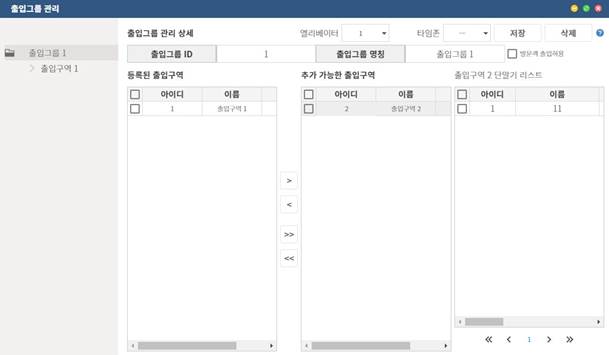 출입그룹 관리
출입그룹 1
출입구역 1
출입그룹 관리 상세
엘리베이터 1 타임존 --- 저장 삭제 ?
출입그룹 ID 1 출입그룹 명칭 출입그룹 1 방문객 출입허용
등록된 출입구역 추가 가능한 출입구역 출입구역 2 단말기 리스트
아이디 이름 아이디 이름 아이디 이름
1 출입구역 1 2 출입구역 2 1 11
>
<
>>
<<
1